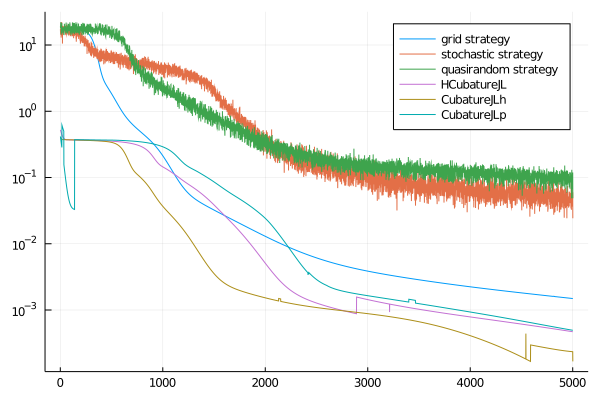 10¹
10⁰
10⁻¹
10⁻²
10⁻³
grid strategy
stochastic strategy
quasirandom strategy
HCubatureJL
CubatureJLh
CubatureJLp
0 1000 2000 3000 4000 5000